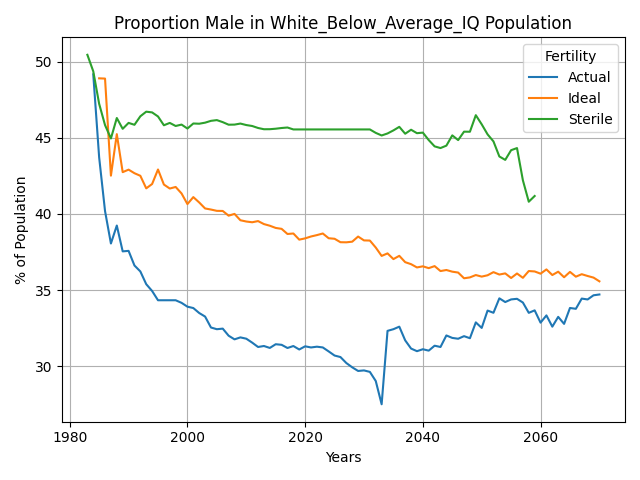 Proportion Male in White_Below_Average_IQ Population
Fertility
Actual
Ideal
Sterile
% of Population
50
45
40
35
30
1980
2000
2020
2040
2060
Years